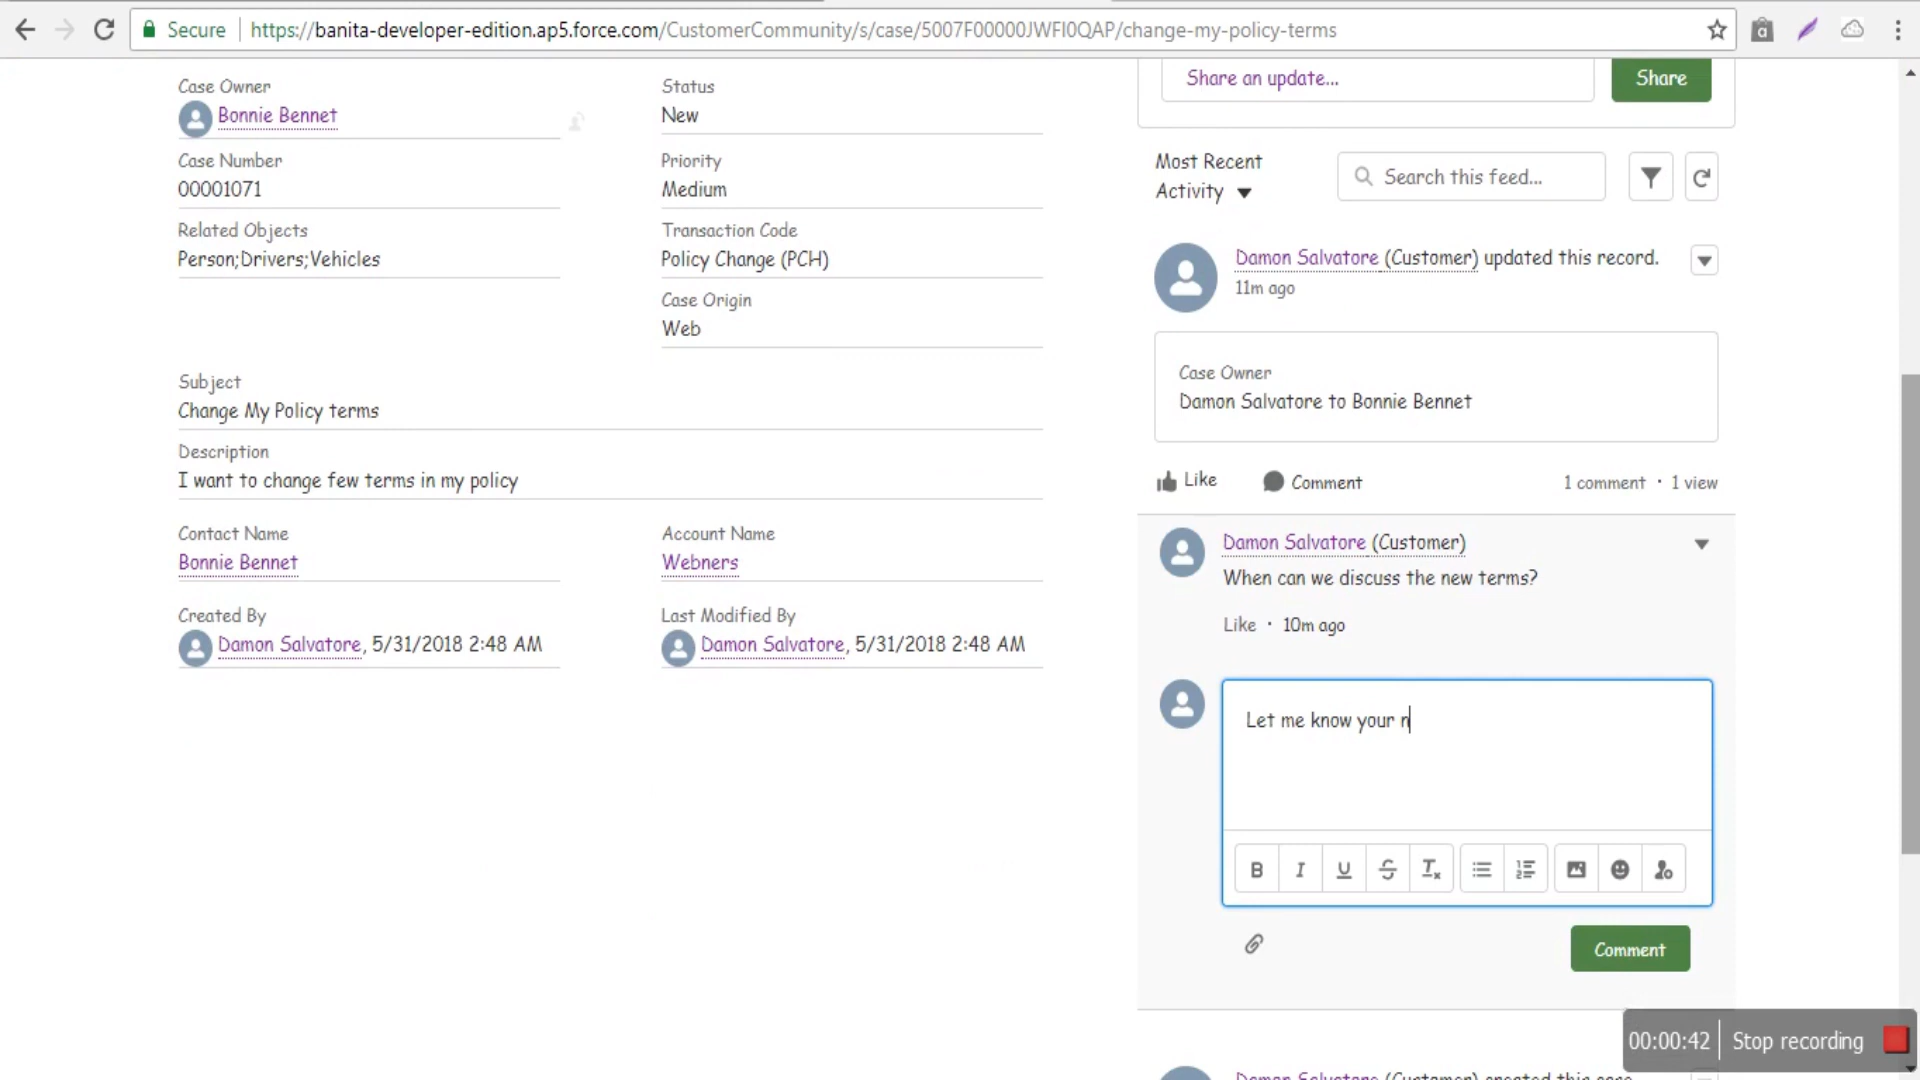 Secure https://banita-developer-edition.ap5.force.com/CustomerCommunity/s/case/5007F00000JWFI0QAP/change-my-policy-terms
Case Owner
Bonnie Bennet
Status
New
Case Number
00001071
Priority
Medium
Related Objects
Person;Drivers;Vehicles
Transaction Code
Policy Change (PCH)
Case Origin
Web
Subject
Change My Policy terms
Description
I want to change few terms in my policy
Contact Name
Bonnie Bennet
Account Name
Webners
Created By
Damon Salvatore, 5/31/2018 2:48 AM
Last Modified By
Damon Salvatore, 5/31/2018 2:48 AM
Share an update...
Share
Most Recent
Activity
Search this feed...
Damon Salvatore (Customer) updated this record.
11m ago
Case Owner
Damon Salvatore to Bonnie Bennet
Like
Comment
1 comment · 1 view
Damon Salvatore (Customer)
When can we discuss the new terms?
Like · 10m ago
Let me know your n
B I U S Tx
Comment
Damon Salvatore (Customer) created this case.
00:00:42 Stop recording